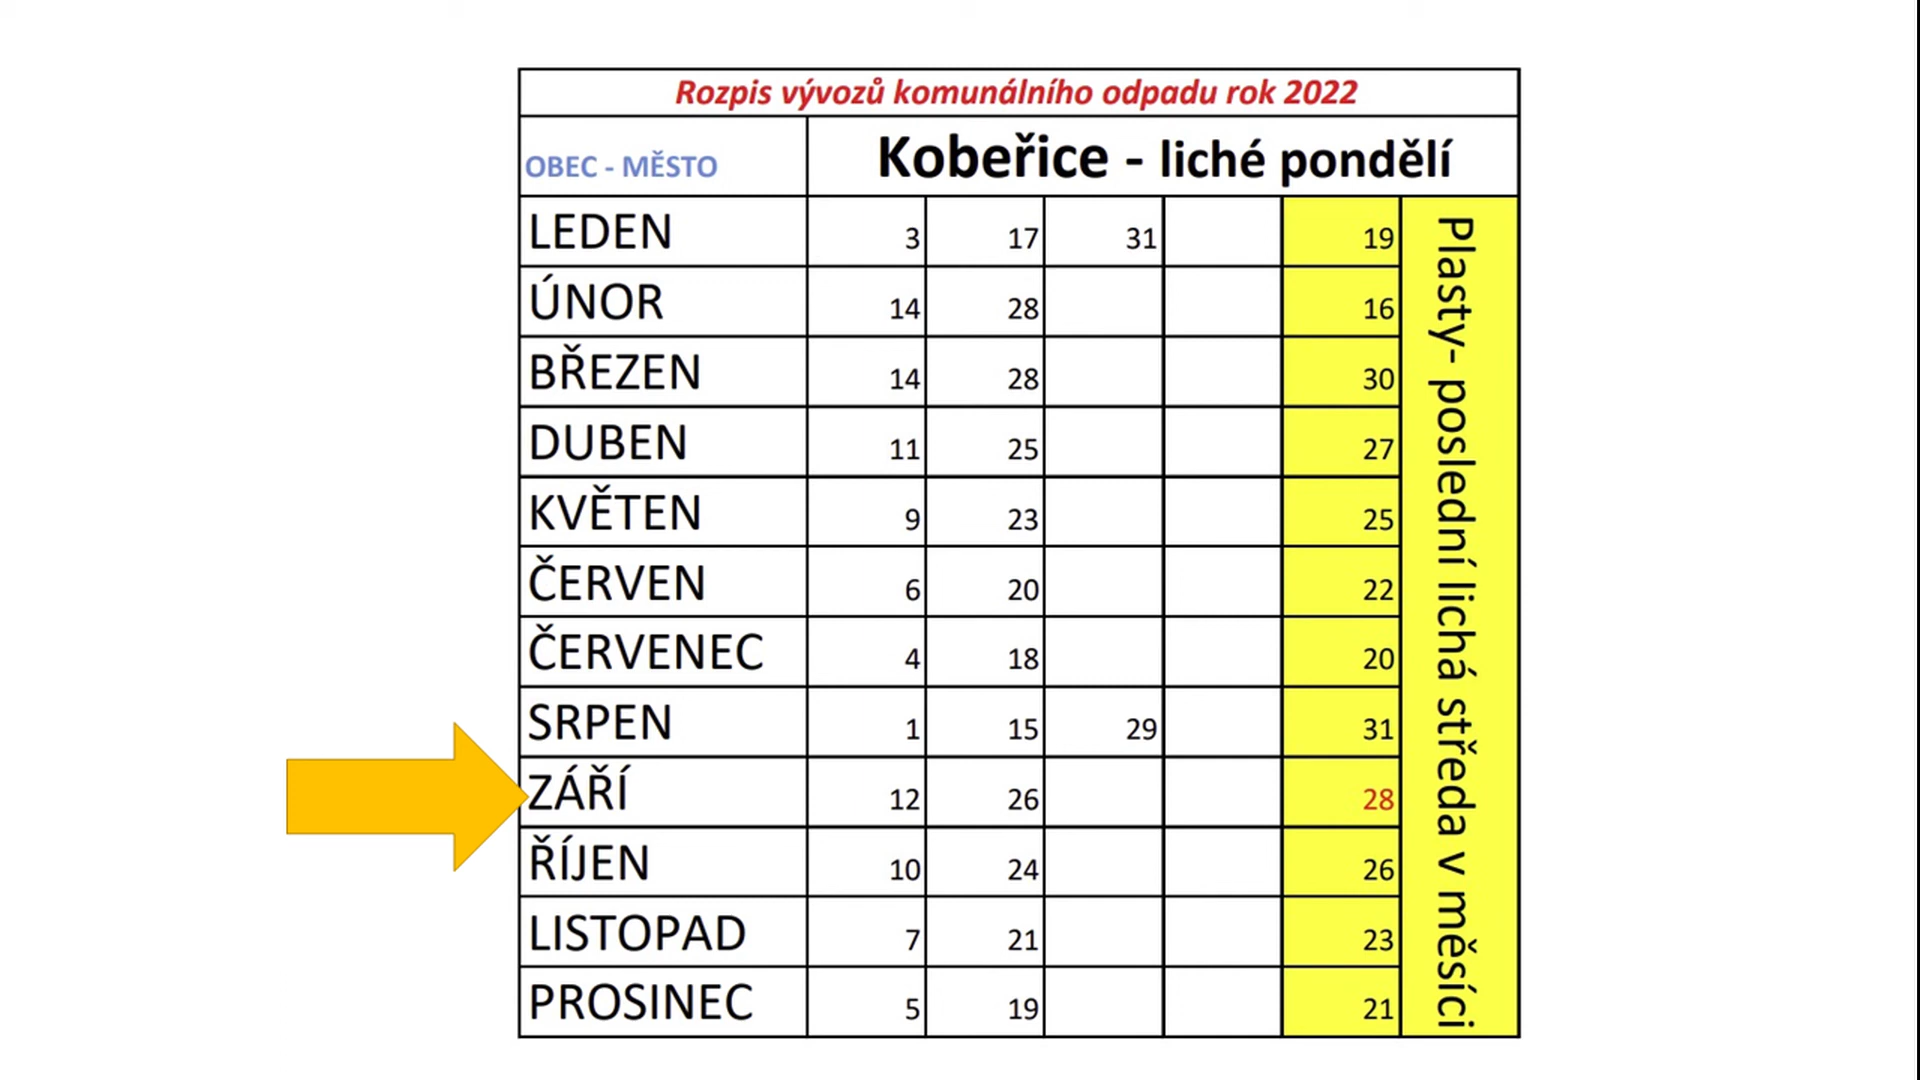 Rozpis vývozů komunálního odpadu rok 2022
OBEC - MĚSTO Kobeřice - liché pondělí
LEDEN 3 17 31 19
ÚNOR 14 28 16
BŘEZEN 14 28 30
DUBEN 11 25 27
KVĚTEN 9 23 25
ČERVEN 6 20 22
ČERVENEC 4 18 20
SRPEN 1 15 29 31
ZÁŘÍ 12 26 28
ŘÍJEN 10 24 26
LISTOPAD 7 21 23
PROSINEC 5 19 21
Plasty- poslední lichá středa v měsíci